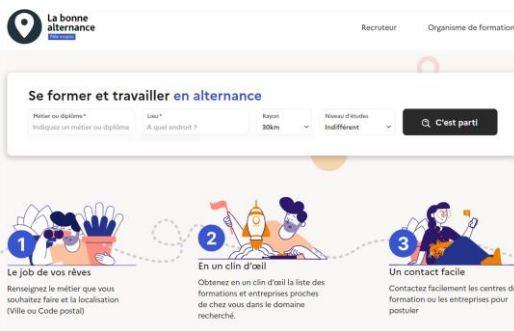 La bonne
alternance
Pôle emploi
Recruteur
Organisme de formation
Se former et travailler en alternance
Métier ou diplôme*
Indiquez un métier ou diplôme
Lieu*
A quel endroit ?
Rayon
30km
Niveau d'études
Indifférent
C'est parti
1
2
3
Le job de vos rêves
Renseignez le métier que vous
souhaitez faire et la localisation
(Ville ou Code postal)
En un clin d'œil
Obtenez en un clin d'œil la liste des
formations et entreprises proches
de chez vous dans le domaine
recherché.
Un contact facile
Contactez facilement les centres de
formation ou les entreprises pour
postuler